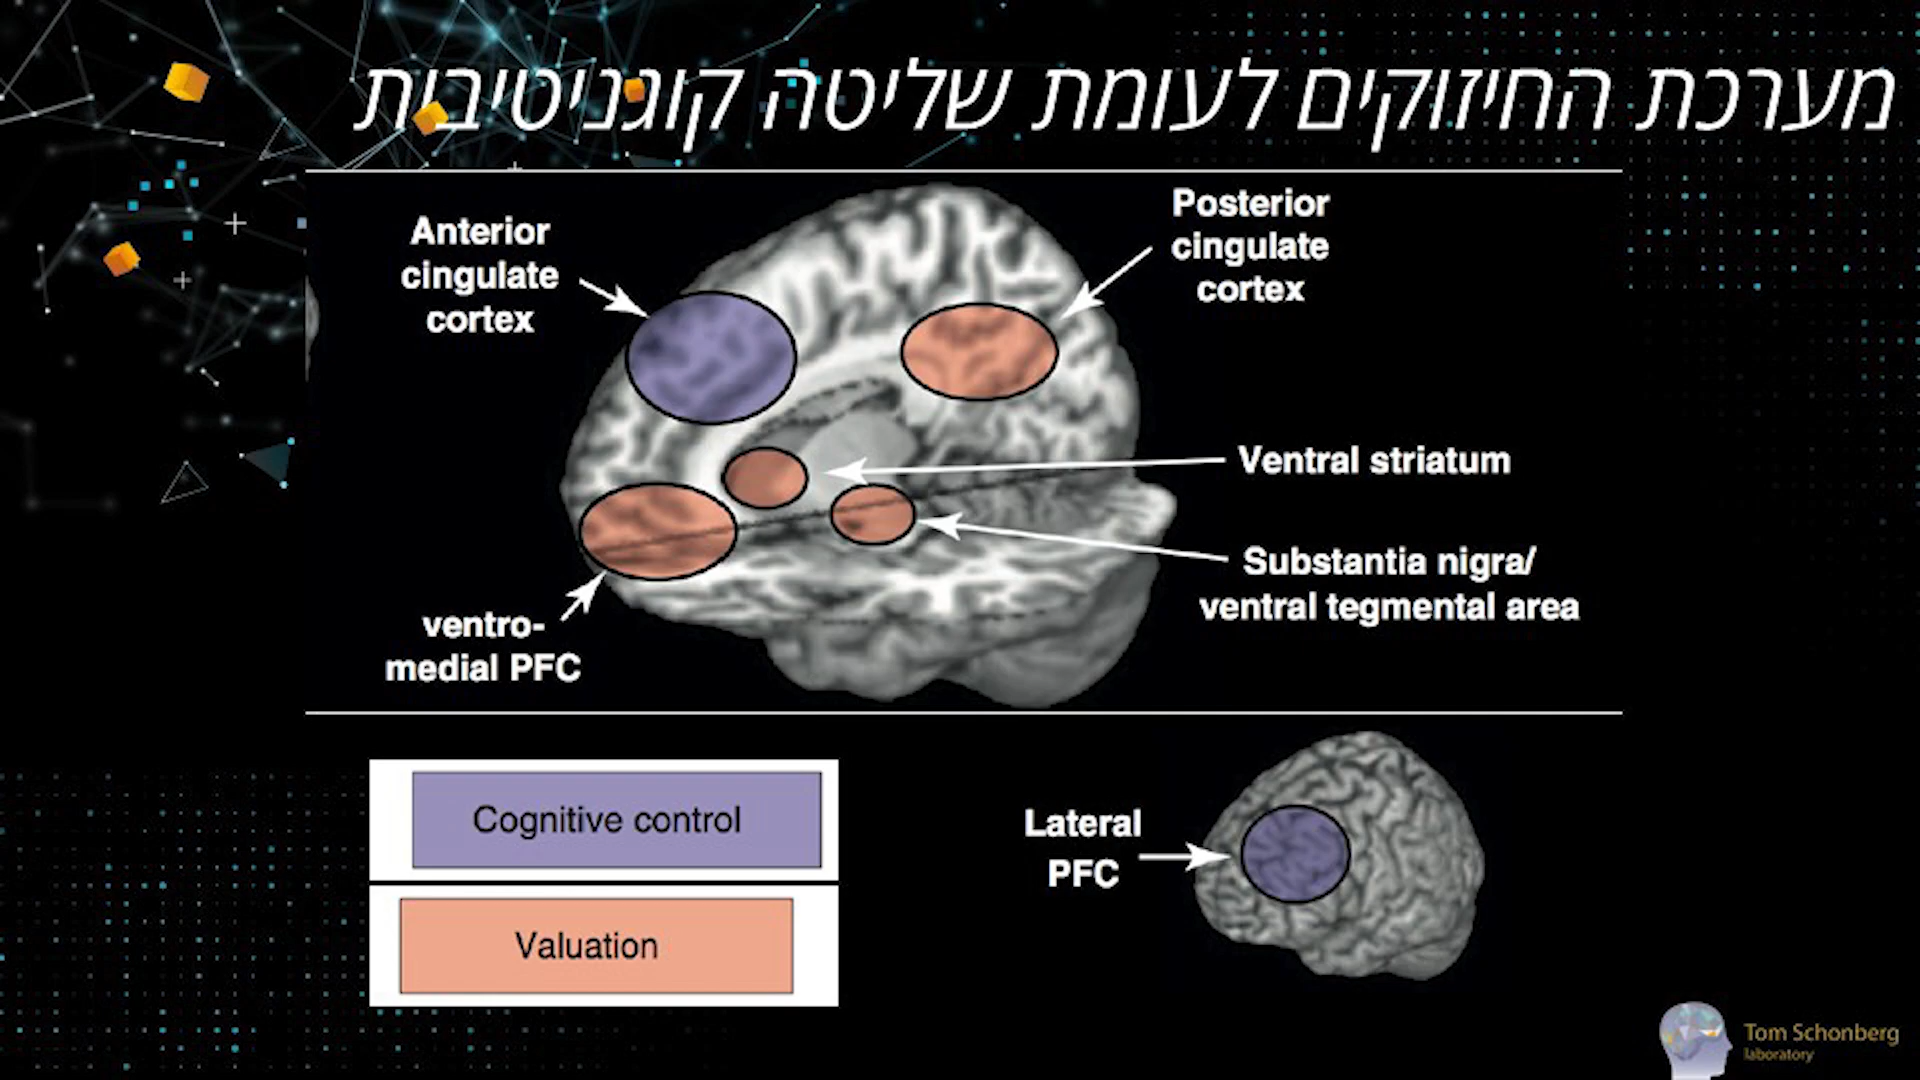 מערכת החיזוקים לעומת שליטה קוגניטיבית
Anterior
cingulate
cortex
Posterior
cingulate
cortex
Ventral striatum
Substantia nigra/
ventral tegmental area
ventro-
medial PFC
Cognitive control
Valuation
Lateral
PFC
Tom Schonberg
laboratory